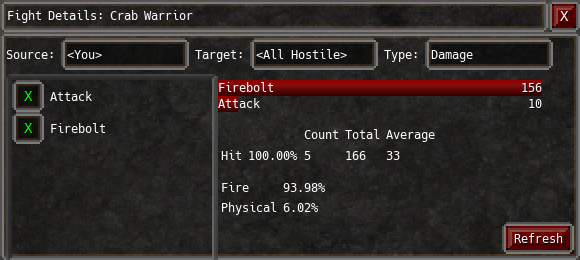 Fight Details: Crab Warrior X
Source: <You> Target: <All Hostile> Type: Damage
X Attack
X Firebolt
Firebolt 156
Attack 10
Count Total Average
Hit 100.00% 5 166 33
Fire 93.98%
Physical 6.02%
Refresh